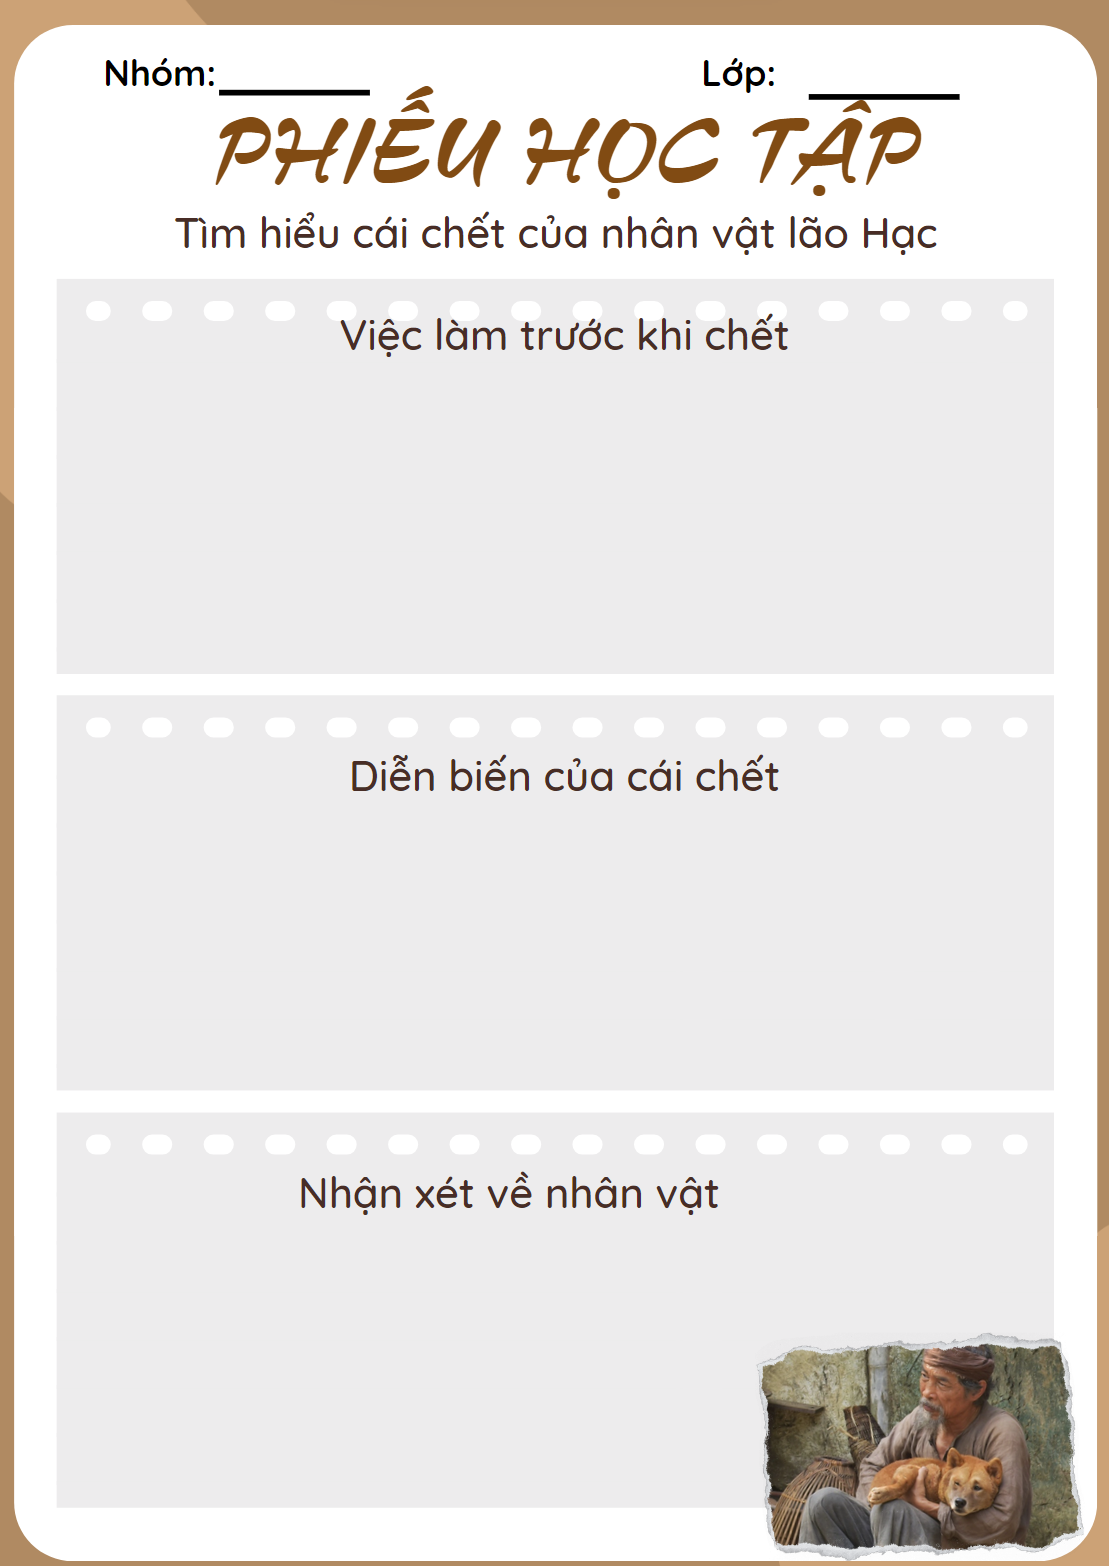 Nhóm: Lớp:
PHIẾU HỌC TẬP
Tìm hiểu cái chết của nhân vật lão Hạc
Việc làm trước khi chết
Diễn biến của cái chết
Nhận xét về nhân vật